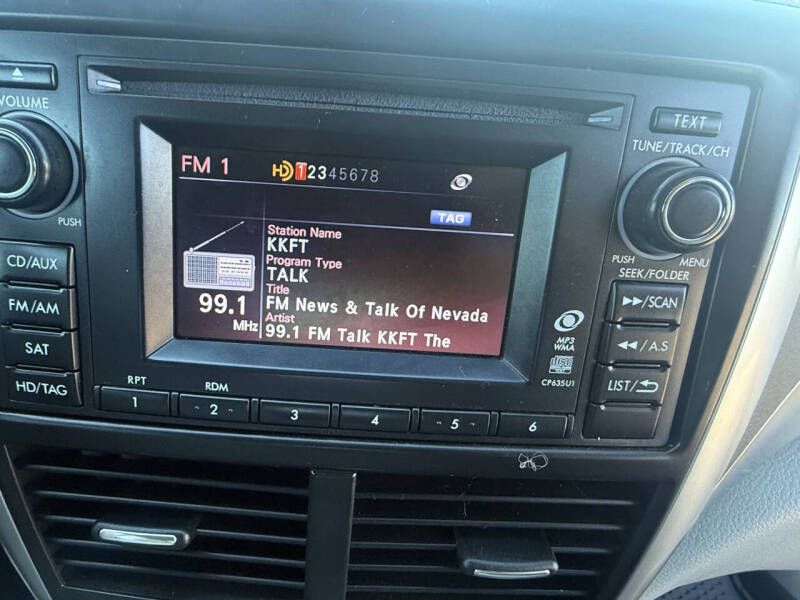 VOLUME
PUSH
CD/AUX
FM/AM
SAT
HD/TAG
FM 1
HD 12345678
TAG
Station Name
KKFT
Program Type
TALK
Title
FM News & Talk Of Nevada
Artist
99.1 FM Talk KKFT The
99.1
MHz
TEXT
TUNE/TRACK/CH
PUSH MENU
SEEK/FOLDER
SCAN
A.S
LIST/
MP3
WMA
CP635U1
RPT RDM
1 2 3 4 5 6